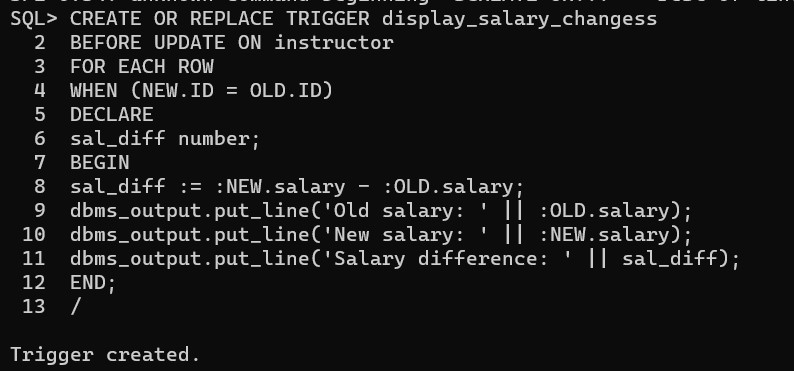 SQL> CREATE OR REPLACE TRIGGER display_salary_changess
2 BEFORE UPDATE ON instructor
3 FOR EACH ROW
4 WHEN (NEW.ID = OLD.ID)
5 DECLARE
6 sal_diff number;
7 BEGIN
8 sal_diff := :NEW.salary - :OLD.salary;
9 dbms_output.put_line('Old salary: ' || :OLD.salary);
10 dbms_output.put_line('New salary: ' || :NEW.salary);
11 dbms_output.put_line('Salary difference: ' || sal_diff);
12 END;
13 /
Trigger created.